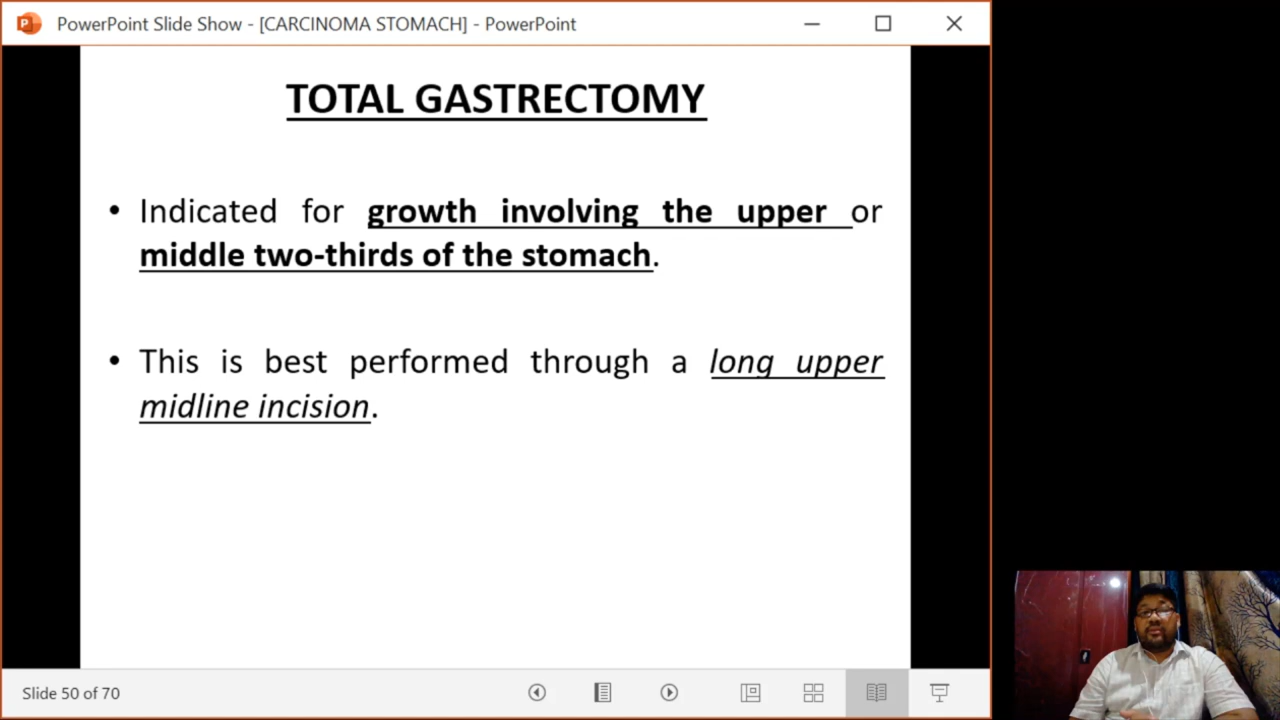 PowerPoint Slide Show - [CARCINOMA STOMACH] - PowerPoint
TOTAL GASTRECTOMY
• Indicated for growth involving the upper or
middle two-thirds of the stomach.
• This is best performed through a long upper
midline incision.
Slide 50 of 70